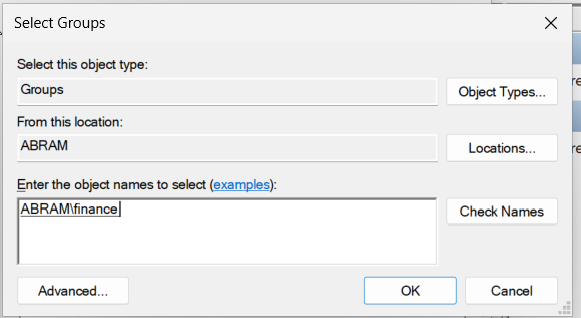 Select Groups
Select this object type:
Groups
Object Types...
From this location:
ABRAM
Locations...
Enter the object names to select (examples):
ABRAM\finance
Check Names
Advanced...
OK
Cancel